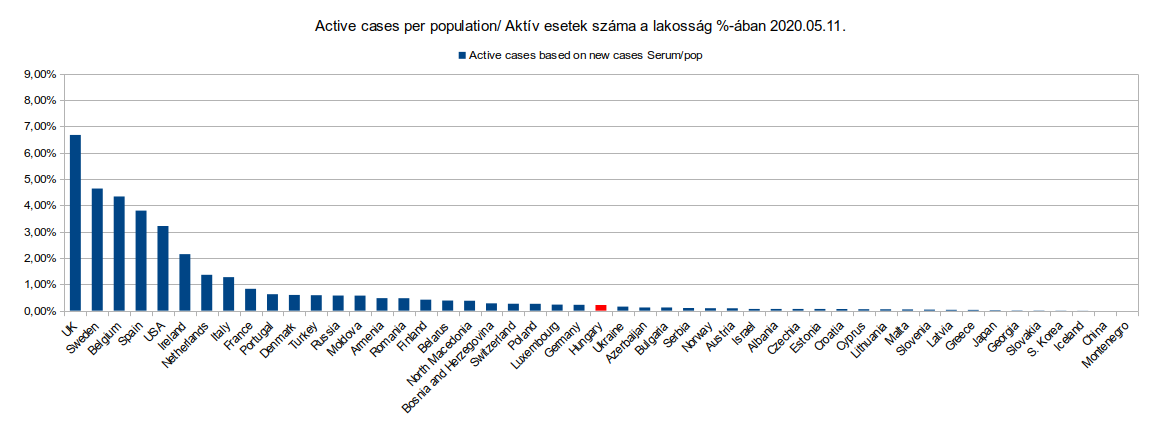 Active cases per population/ Aktív esetek száma a lakosság %-ában 2020.05.11.
Active cases based on new cases Serum/pop
9,00%
8,00%
7,00%
6,00%
5,00%
4,00%
3,00%
2,00%
1,00%
0,00%
UK
Sweden
Belgium
Spain
USA
Ireland
Netherlands
Italy
France
Portugal
Denmark
Turkey
Russia
Moldova
Armenia
Romania
Finland
Belarus
North Macedonia
Bosnia and Herzegovina
Switzerland
Poland
Luxembourg
Germany
Hungary
Ukraine
Azerbaijan
Bulgaria
Serbia
Norway
Austria
Israel
Albania
Czechia
Estonia
Croatia
Cyprus
Lithuania
Malta
Slovenia
Latvia
Greece
Japan
Georgia
Slovakia
S. Korea
Iceland
China
Montenegro